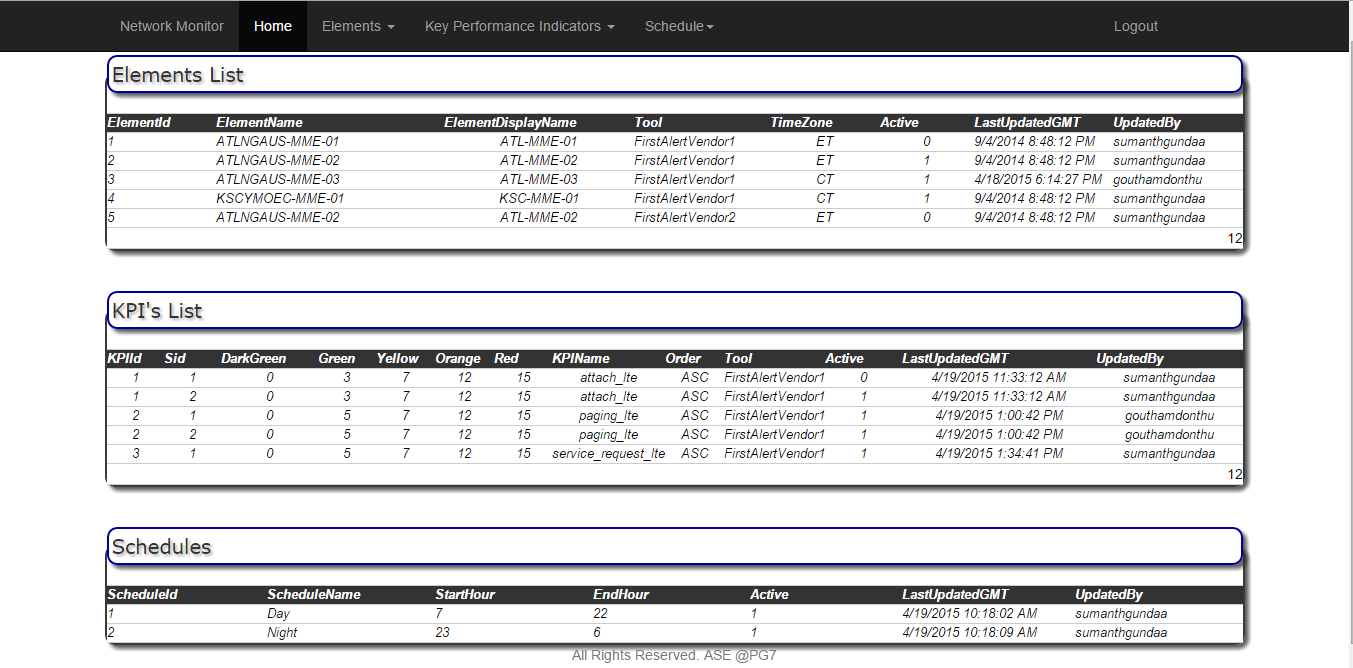 Network Monitor Home Elements Key Performance Indicators Schedule Logout
Elements List
ElementId ElementName ElementDisplayName Tool TimeZone Active LastUpdatedGMT UpdatedBy
1 ATLNGAUS-MME-01 ATL-MME-01 FirstAlertVendor1 ET 0 9/4/2014 8:48:12 PM sumanthgundaa
2 ATLNGAUS-MME-02 ATL-MME-02 FirstAlertVendor1 ET 1 9/4/2014 8:48:12 PM sumanthgundaa
3 ATLNGAUS-MME-03 ATL-MME-03 FirstAlertVendor1 CT 1 4/18/2015 6:14:27 PM gouthamdonthu
4 KSCYMOEC-MME-01 KSC-MME-01 FirstAlertVendor1 CT 1 9/4/2014 8:48:12 PM sumanthgundaa
5 ATLNGAUS-MME-02 ATL-MME-02 FirstAlertVendor2 ET 0 9/4/2014 8:48:12 PM sumanthgundaa
12
KPI's List
KPIId Sid DarkGreen Green Yellow Orange Red KPIName Order Tool Active LastUpdatedGMT UpdatedBy
1 1 0 3 7 12 15 attach_lte ASC FirstAlertVendor1 0 4/19/2015 11:33:12 AM sumanthgundaa
1 2 0 3 7 12 15 attach_lte ASC FirstAlertVendor1 1 4/19/2015 11:33:12 AM sumanthgundaa
2 1 0 5 7 12 15 paging_lte ASC FirstAlertVendor1 1 4/19/2015 1:00:42 PM gouthamdonthu
2 2 0 5 7 12 15 paging_lte ASC FirstAlertVendor1 1 4/19/2015 1:00:42 PM gouthamdonthu
3 1 0 5 7 12 15 service_request_lte ASC FirstAlertVendor1 1 4/19/2015 1:34:41 PM sumanthgundaa
12
Schedules
ScheduleId ScheduleName StartHour EndHour Active LastUpdatedGMT UpdatedBy
1 Day 7 22 1 4/19/2015 10:18:02 AM sumanthgundaa
2 Night 23 6 1 4/19/2015 10:18:09 AM sumanthgundaa
All Rights Reserved. ASE @PG7